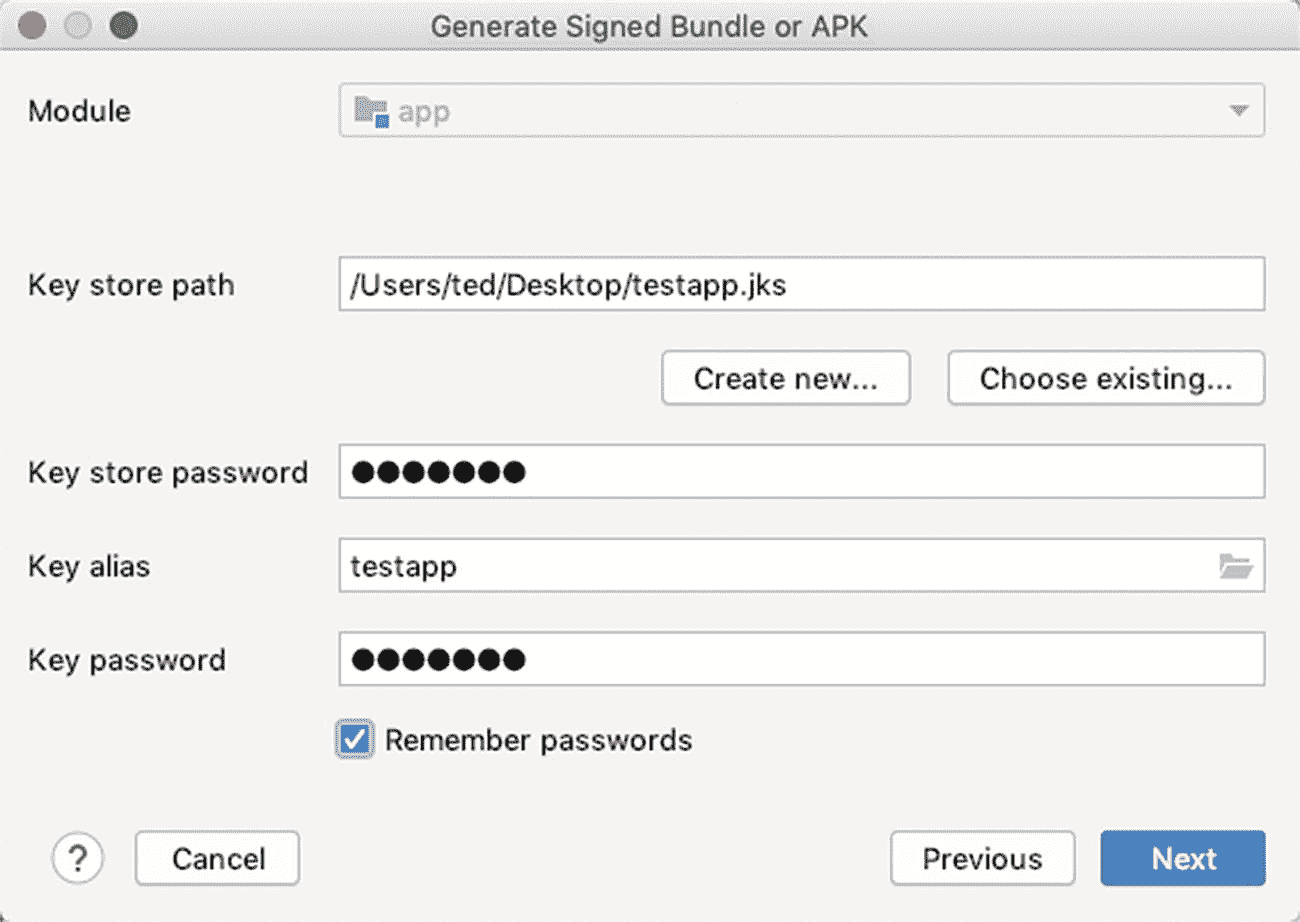 Generate Signed Bundle or APK
Module app
Key store path /Users/ted/Desktop/testapp.jks
Create new... Choose existing...
Key store password ●●●●●●●
Key alias testapp
Key password ●●●●●●●
Remember passwords
? Cancel Previous Next